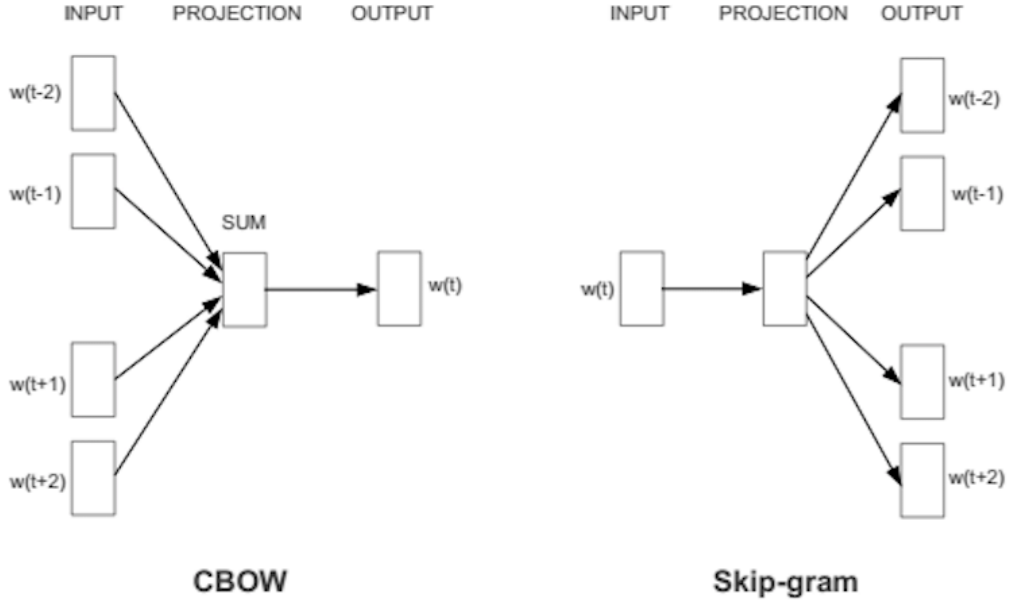 INPUT PROJECTION OUTPUT
w(t-2)
w(t-1)
SUM
w(t)
w(t+1)
w(t+2)
CBOW
INPUT PROJECTION OUTPUT
w(t-2)
w(t-1)
w(t)
w(t+1)
w(t+2)
Skip-gram